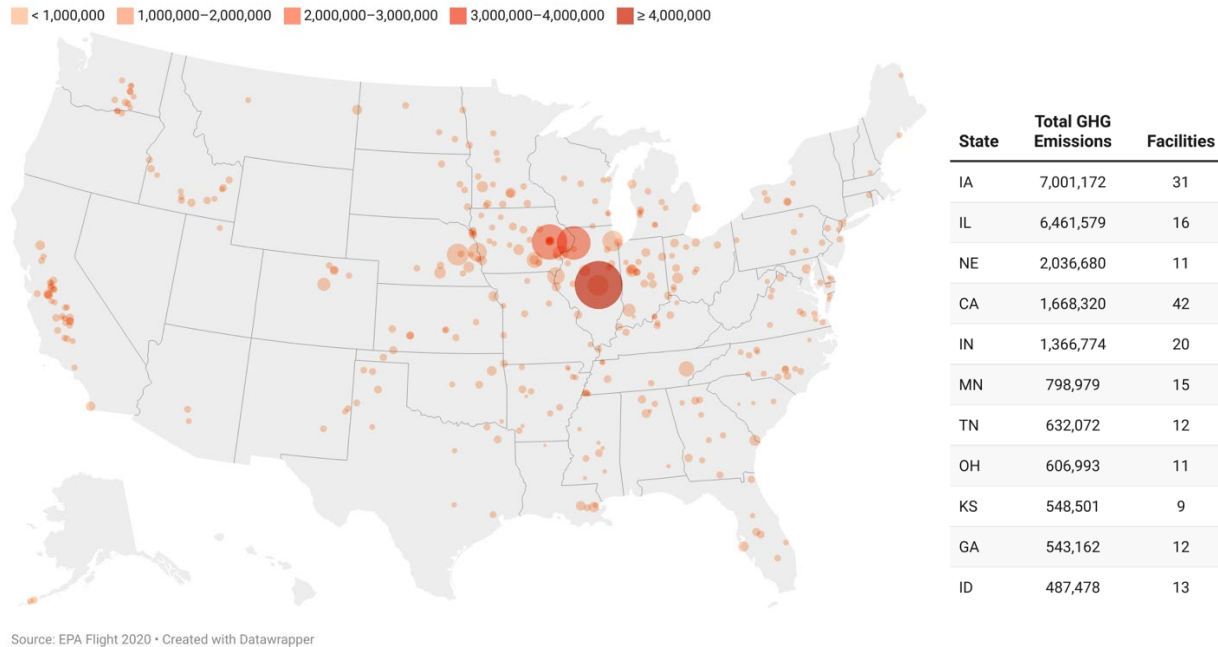 < 1,000,000 1,000,000–2,000,000 2,000,000–3,000,000 3,000,000–4,000,000 ≥ 4,000,000
State Total GHG Emissions Facilities
IA 7,001,172 31
IL 6,461,579 16
NE 2,036,680 11
CA 1,668,320 42
IN 1,366,774 20
MN 798,979 15
TN 632,072 12
OH 606,993 11
KS 548,501 9
GA 543,162 12
ID 487,478 13
Source: EPA Flight 2020 • Created with Datawrapper